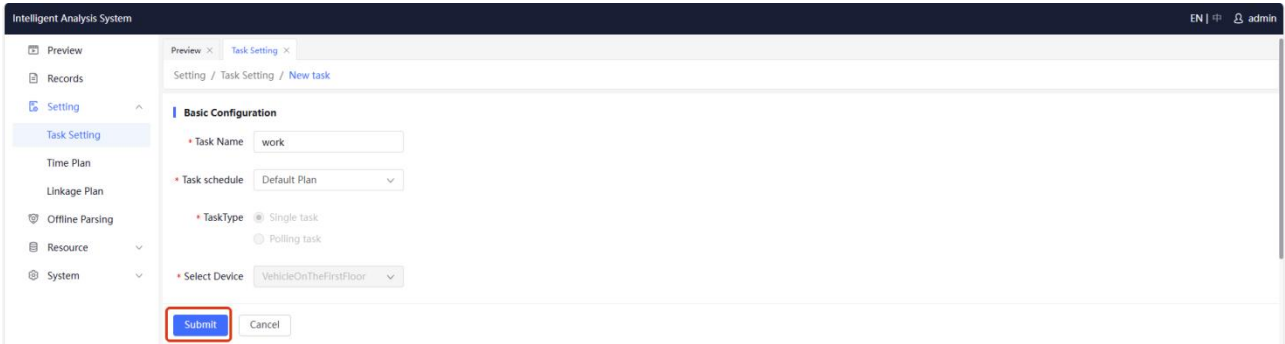 Intelligent Analysis System EN | 中 admin
Preview
Records
Setting
Task Setting
Time Plan
Linkage Plan
Offline Parsing
Resource
System
Preview × Task Setting ×
Setting / Task Setting / New task
Basic Configuration
* Task Name work
* Task schedule Default Plan
* TaskType Single task
Polling task
* Select Device VehicleOnTheFirstFloor
Submit Cancel